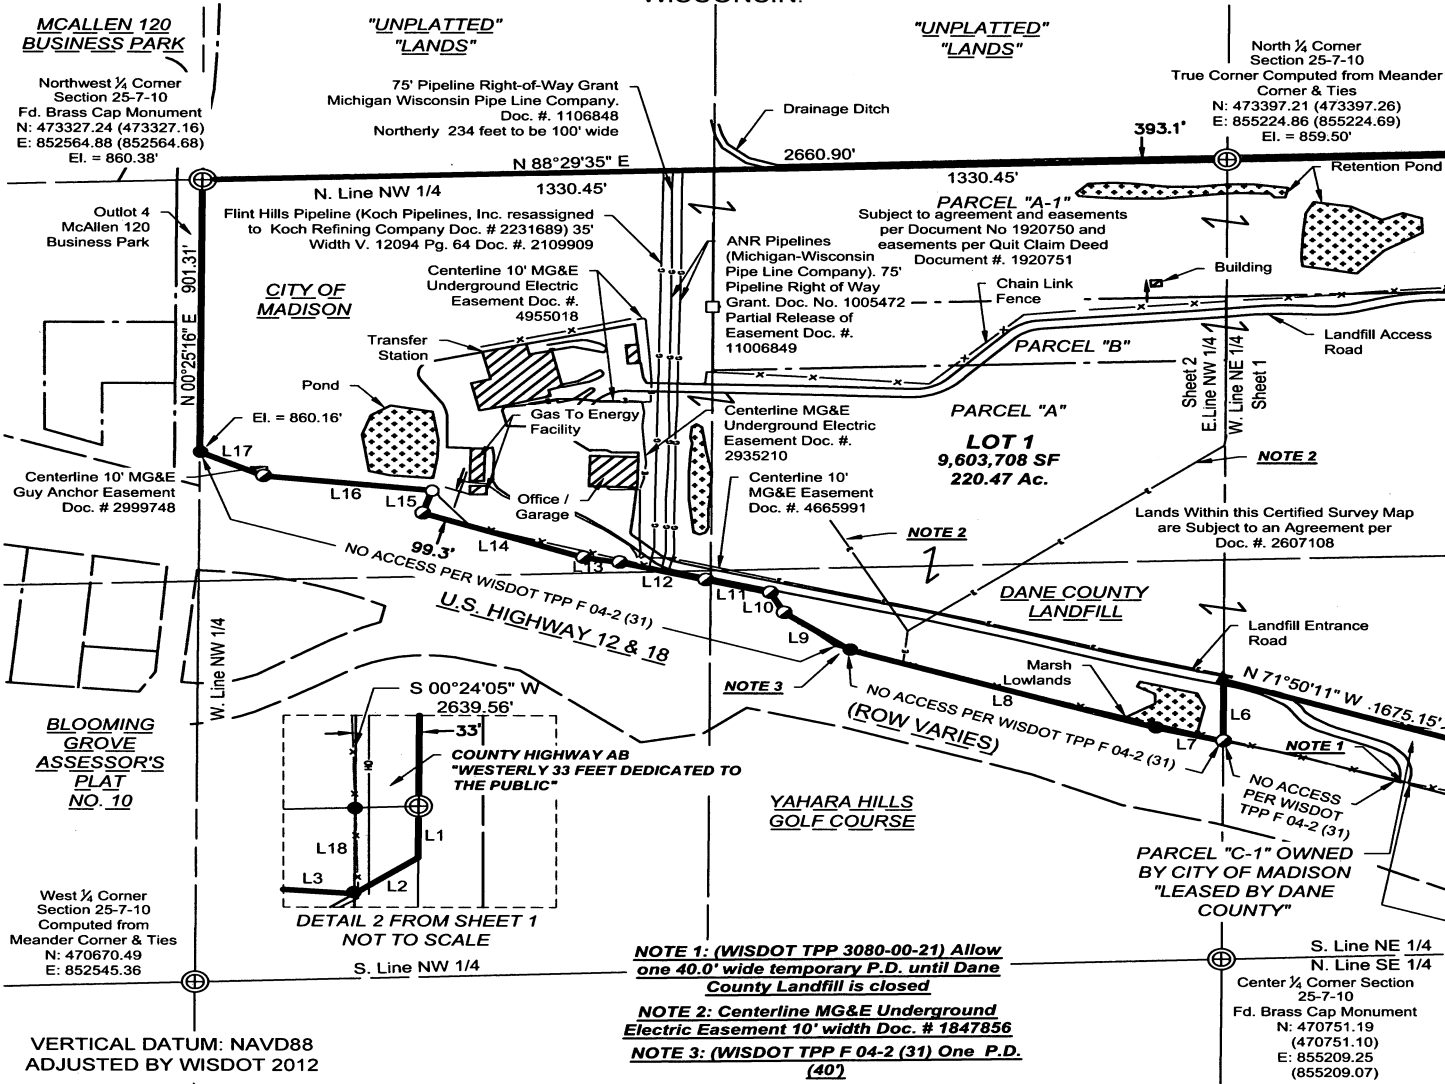 WISCONSIN.
MCALLEN 120
BUSINESS PARK
"UNPLATTED"
"LANDS"
"UNPLATTED"
"LANDS"
North ¼ Corner
Section 25-7-10
True Corner Computed from Meander
Corner & Ties
N: 473397.21 (473397.26)
E: 855224.86 (855224.69)
El. = 859.50'
Northwest ¼ Corner
Section 25-7-10
Fd. Brass Cap Monument
N: 473327.24 (473327.16)
E: 852564.88 (852564.68)
El. = 860.38'
75' Pipeline Right-of-Way Grant
Michigan Wisconsin Pipe Line Company.
Doc. #. 1106848
Northerly 234 feet to be 100' wide
Drainage Ditch
393.1'
N 88°29'35" E
2660.90'
Retention Pond
N. Line NW 1/4
1330.45'
1330.45'
Outlot 4
McAllen 120
Business Park
Flint Hills Pipeline (Koch Pipelines, Inc. resassigned
to Koch Refining Company Doc. # 2231689) 35'
Width V. 12094 Pg. 64 Doc. #. 2109909
PARCEL "A-1"
Subject to agreement and easements
per Document No 1920750 and
easements per Quit Claim Deed
Document #. 1920751
ANR Pipelines
(Michigan-Wisconsin
Pipe Line Company). 75'
Pipeline Right of Way
Grant. Doc. No. 1005472
Partial Release of
Easement Doc. #.
11006849
N 00°25'16" E 901.31'
CITY OF
MADISON
Centerline 10' MG&E
Underground Electric
Easement Doc. #.
4955018
Building
Chain Link
Fence
Landfill Access
Road
Transfer
Station
PARCEL "B"
Sheet 2
E.Line NW 1/4
W. Line NE 1/4
Sheet 1
Pond
El. = 860.16'
Gas To Energy
Facility
Centerline MG&E
Underground Electric
Easement Doc. #.
2935210
PARCEL "A"
LOT 1
9,603,708 SF
220.47 Ac.
NOTE 2
L17
Centerline 10' MG&E
Guy Anchor Easement
Doc. # 2999748
L16
L15
Office /
Garage
Centerline 10'
MG&E Easement
Doc. # 4665991
NOTE 2
Lands Within this Certified Survey Map
are Subject to an Agreement per
Doc. #. 2607108
99.3'
L14
L13
L12
L11
L10
L9
NO ACCESS PER WISDOT TPP F 04-2 (31)
U.S. HIGHWAY 12 & 18
DANE COUNTY
LANDFILL
Landfill Entrance
Road
W. Line NW 1/4
NOTE 3
Marsh
Lowlands
N 71°50'11" W 1675.15'
L8
L7
L6
NO ACCESS PER WISDOT TPP F 04-2 (31)
(ROW VARIES)
NOTE 1
NO ACCESS
PER WISDOT
TPP F 04-2 (31)
S 00°24'05" W
2639.56'
33'
COUNTY HIGHWAY AB
"WESTERLY 33 FEET DEDICATED TO
THE PUBLIC"
L1
L18
L3
L2
DETAIL 2 FROM SHEET 1
NOT TO SCALE
BLOOMING
GROVE
ASSESSOR'S
PLAT
NO. 10
YAHARA HILLS
GOLF COURSE
PARCEL "C-1" OWNED
BY CITY OF MADISON
"LEASED BY DANE
COUNTY"
West ¼ Corner
Section 25-7-10
Computed from
Meander Corner & Ties
N: 470670.49
E: 852545.36
S. Line NW 1/4
S. Line NE 1/4
N. Line SE 1/4
Center ¼ Corner Section
25-7-10
Fd. Brass Cap Monument
N: 470751.19
(470751.10)
E: 855209.25
(855209.07)
NOTE 1: (WISDOT TPP 3080-00-21) Allow
one 40.0' wide temporary P.D. until Dane
County Landfill is closed
NOTE 2: Centerline MG&E Underground
Electric Easement 10' width Doc. # 1847856
NOTE 3: (WISDOT TPP F 04-2 (31) One P.D.
(40')
VERTICAL DATUM: NAVD88
ADJUSTED BY WISDOT 2012